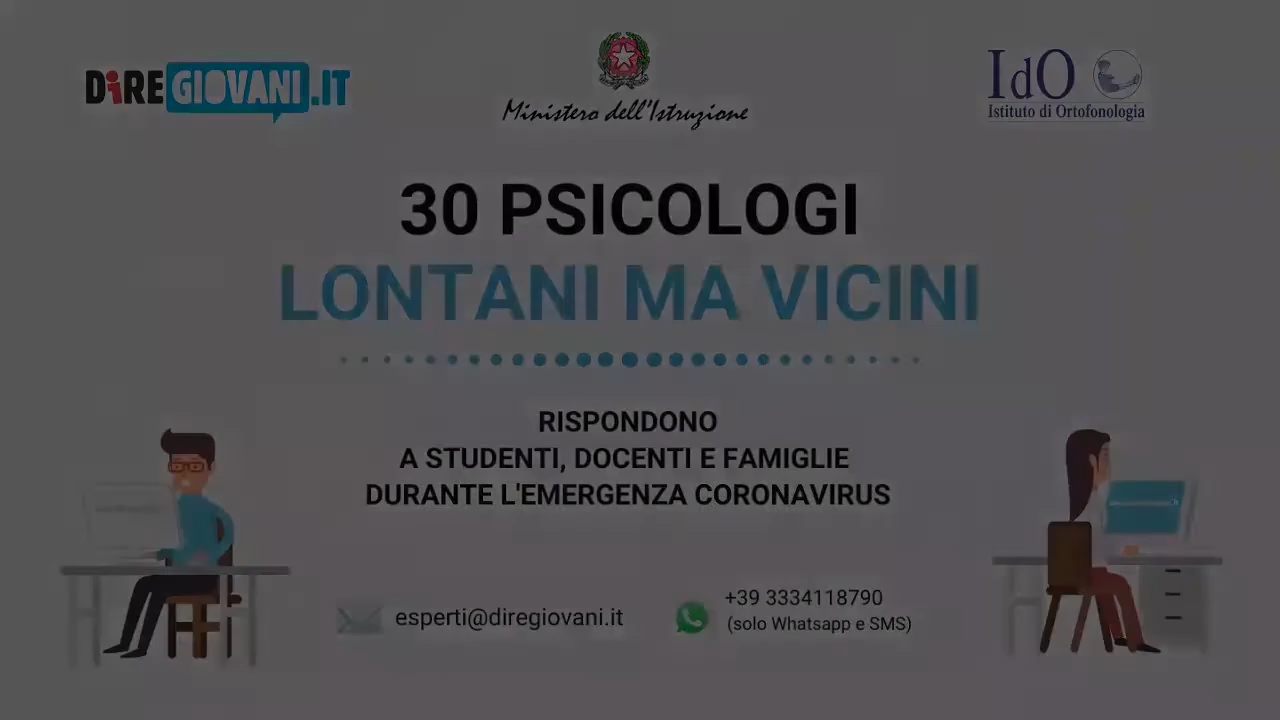 DIREGIOVANI.IT
Ministero dell'Istruzione
IdO
Istituto di Ortofonologia
30 PSICOLOGI
LONTANI MA VICINI
RISPONDONO
A STUDENTI, DOCENTI E FAMIGLIE
DURANTE L'EMERGENZA CORONAVIRUS
esperti@diregiovani.it
+39 3334118790
(solo Whatsapp e SMS)